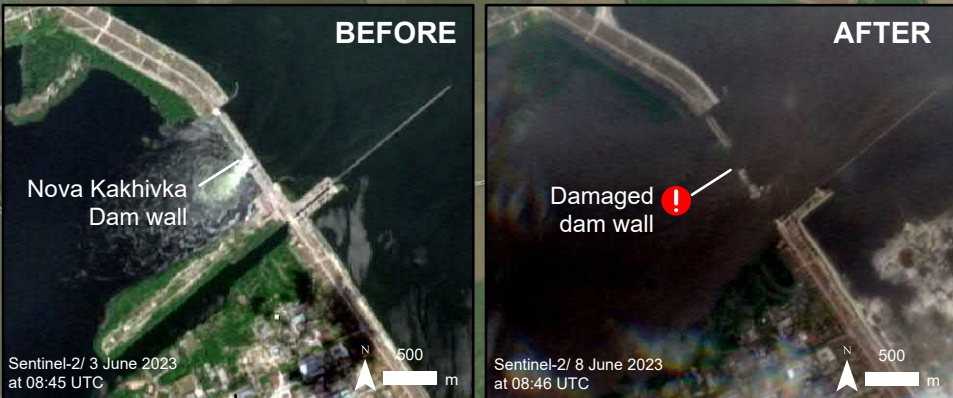 BEFORE
Nova Kakhivka
Dam wall
Sentinel-2/ 3 June 2023
at 08:45 UTC
N
500
m
AFTER
Damaged
dam wall
!
Sentinel-2/ 8 June 2023
at 08:46 UTC
N
500
m